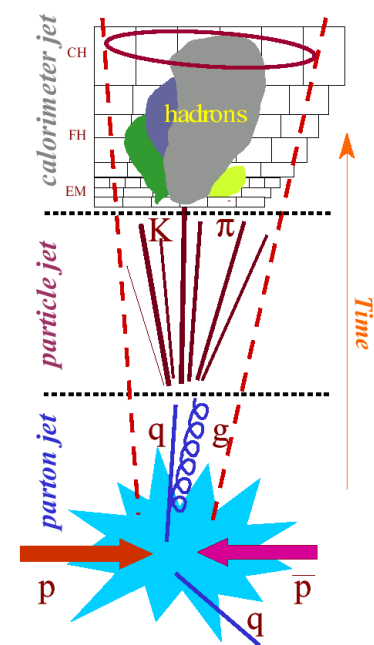 calorimeter jet
CH
hadrons
FH
EM
K π
particle jet
Time
parton jet
q g
p p̅
q